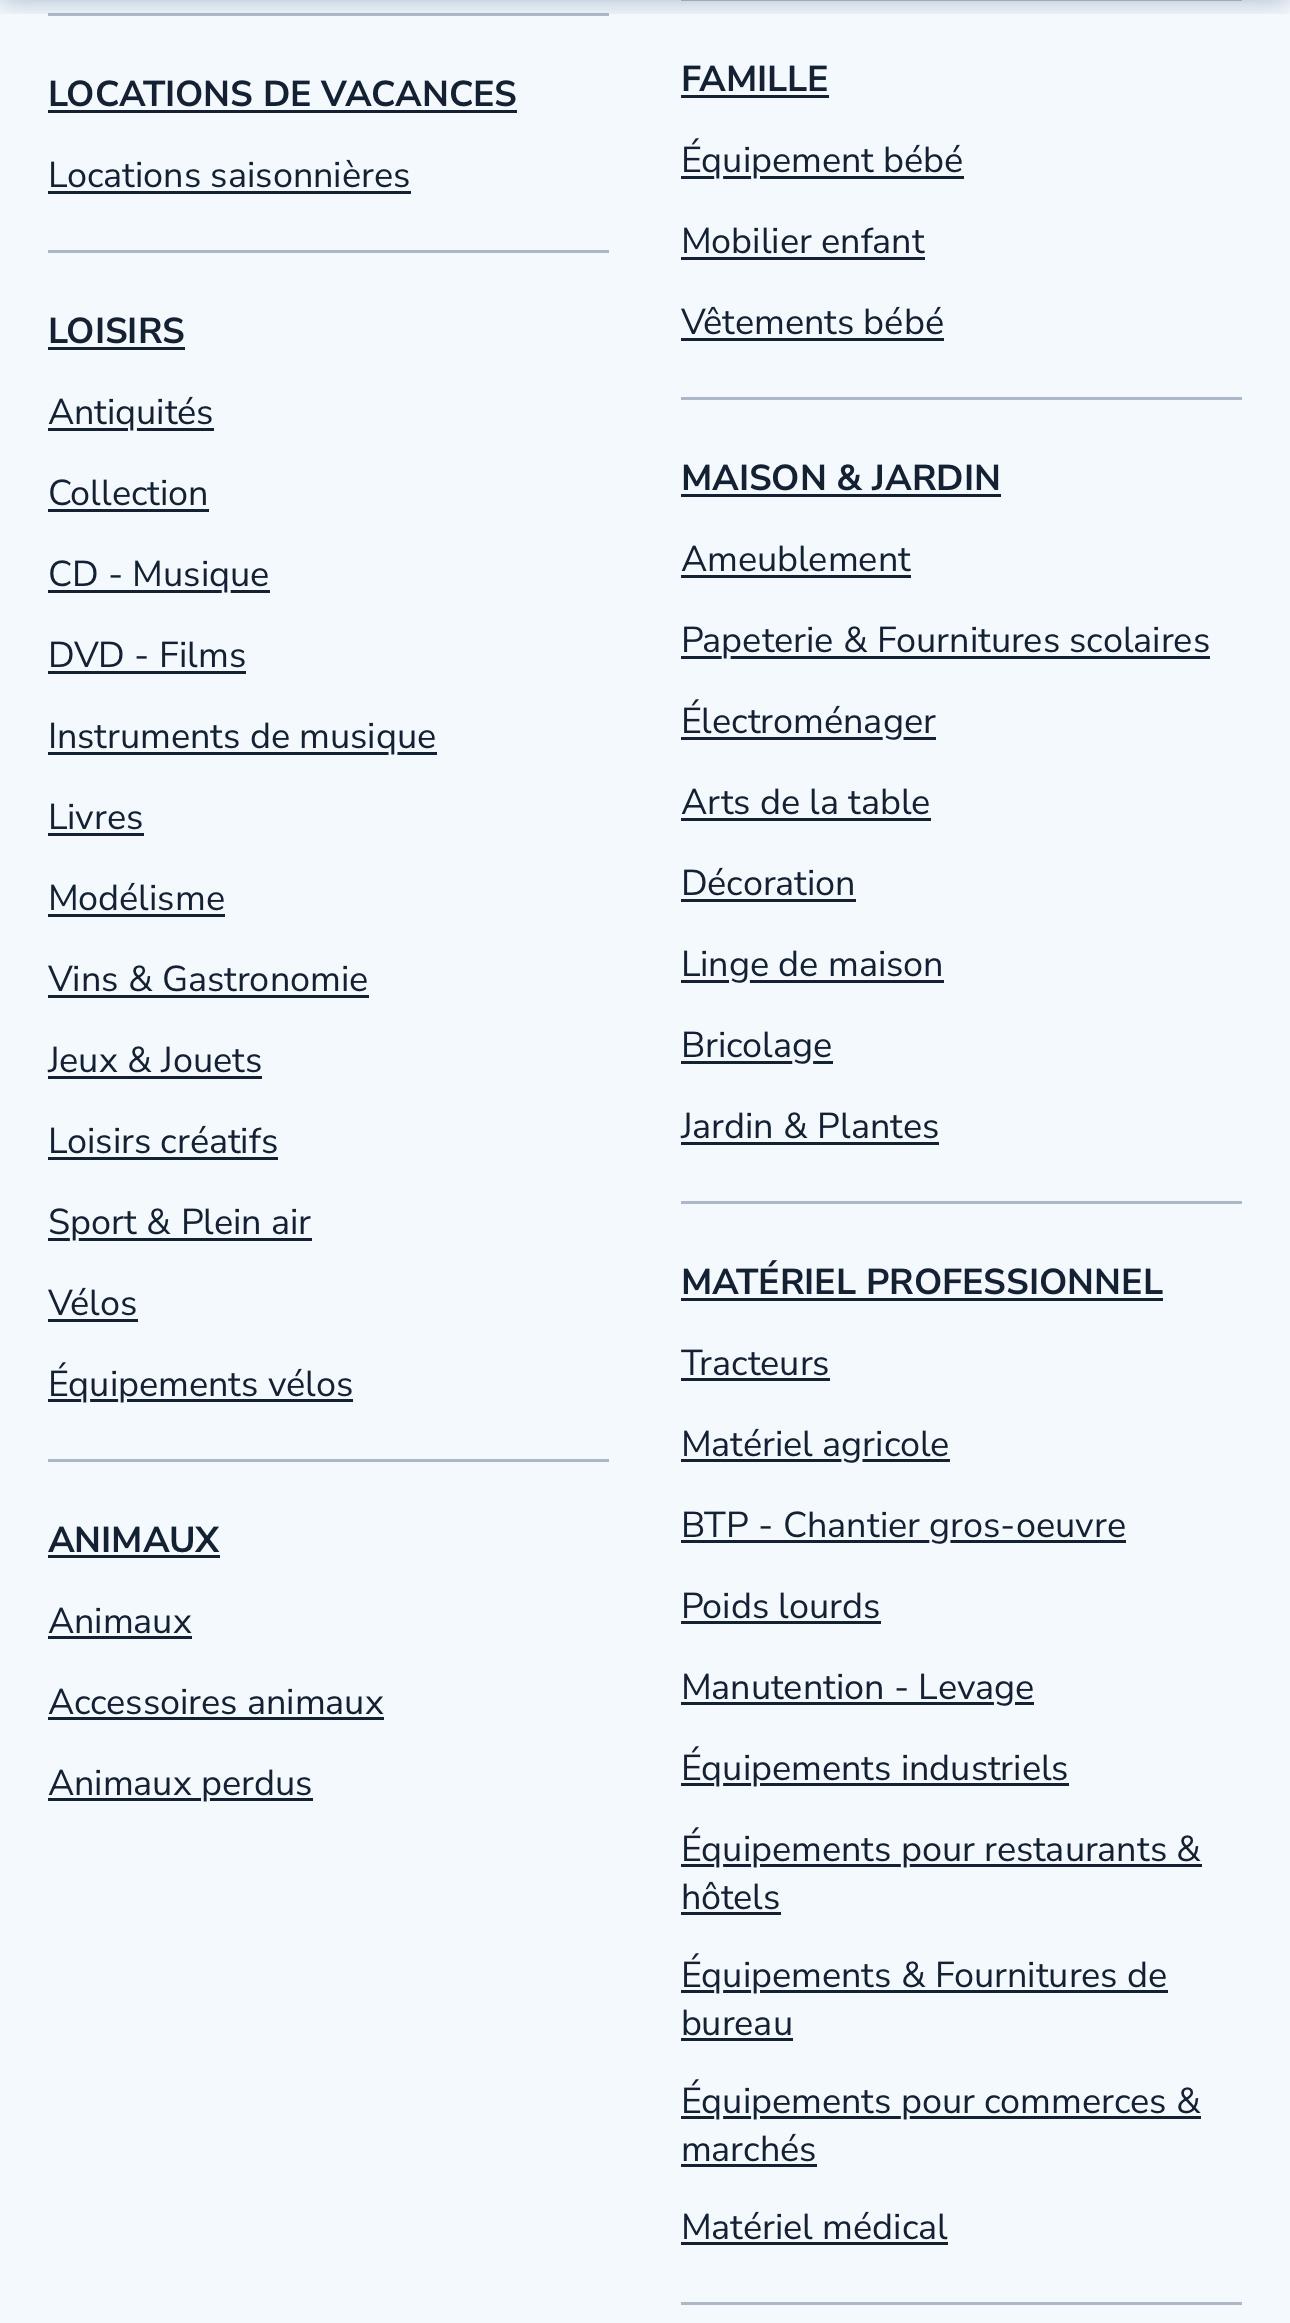 LOCATIONS DE VACANCES
Locations saisonnières
LOISIRS
Antiquités
Collection
CD - Musique
DVD - Films
Instruments de musique
Livres
Modélisme
Vins & Gastronomie
Jeux & Jouets
Loisirs créatifs
Sport & Plein air
Vélos
Équipements vélos
ANIMAUX
Animaux
Accessoires animaux
Animaux perdus
FAMILLE
Équipement bébé
Mobilier enfant
Vêtements bébé
MAISON & JARDIN
Ameublement
Papeterie & Fournitures scolaires
Électroménager
Arts de la table
Décoration
Linge de maison
Bricolage
Jardin & Plantes
MATÉRIEL PROFESSIONNEL
Tracteurs
Matériel agricole
BTP - Chantier gros-oeuvre
Poids lourds
Manutention - Levage
Équipements industriels
Équipements pour restaurants &
hôtels
Équipements & Fournitures de
bureau
Équipements pour commerces &
marchés
Matériel médical